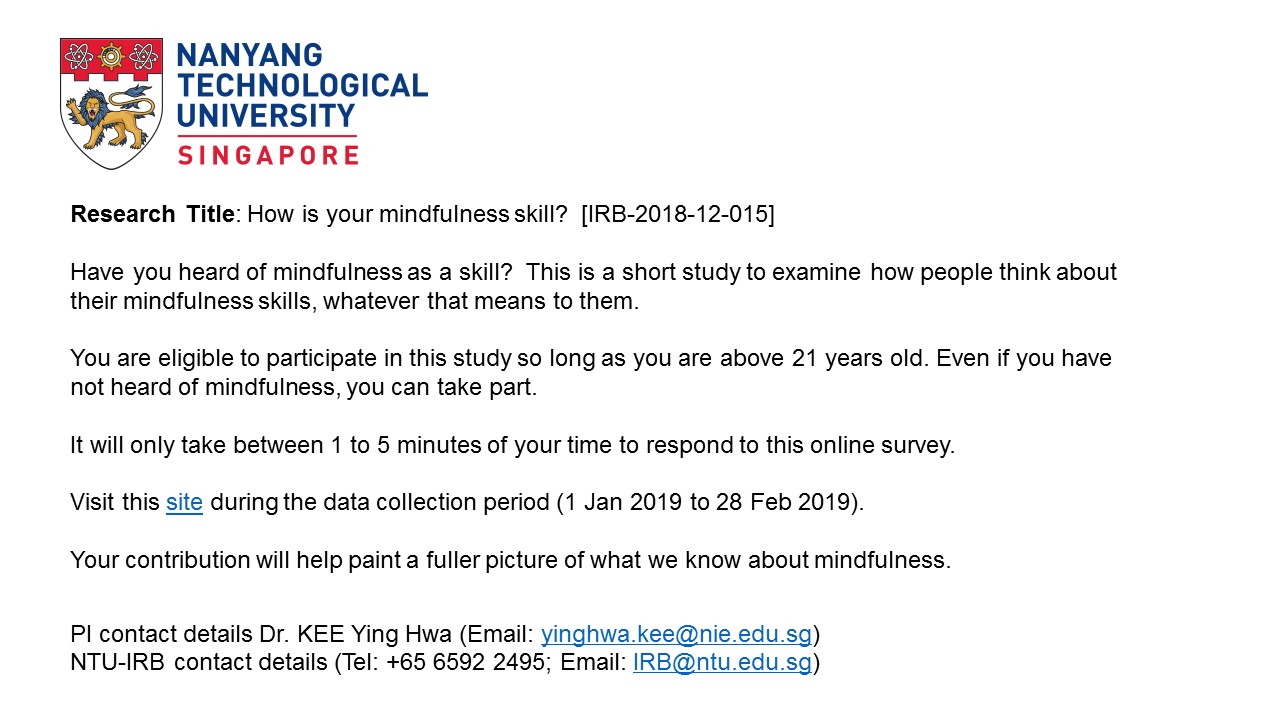 NANYANG
TECHNOLOGICAL
UNIVERSITY
SINGAPORE
Research Title: How is your mindfulness skill? [IRB-2018-12-015]
Have you heard of mindfulness as a skill? This is a short study to examine how people think about
their mindfulness skills, whatever that means to them.
You are eligible to participate in this study so long as you are above 21 years old. Even if you have
not heard of mindfulness, you can take part.
It will only take between 1 to 5 minutes of your time to respond to this online survey.
Visit this site during the data collection period (1 Jan 2019 to 28 Feb 2019).
Your contribution will help paint a fuller picture of what we know about mindfulness.
PI contact details Dr. KEE Ying Hwa (Email: yinghwa.kee@nie.edu.sg)
NTU-IRB contact details (Tel: +65 6592 2495; Email: IRB@ntu.edu.sg)